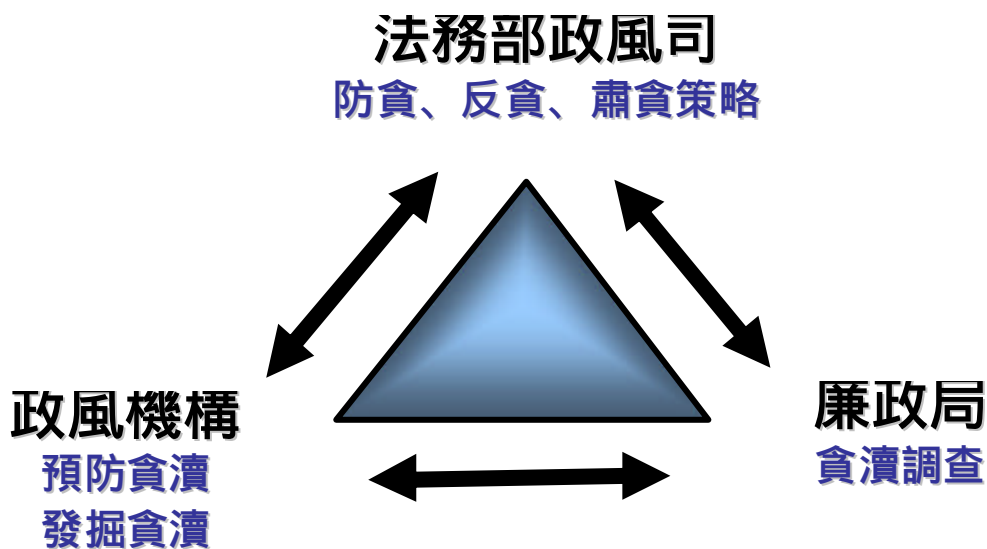 法務部政風司
防貪、反貪、肅貪策略
政風機構
預防貪瀆
發掘貪瀆
廉政局
貪瀆調查